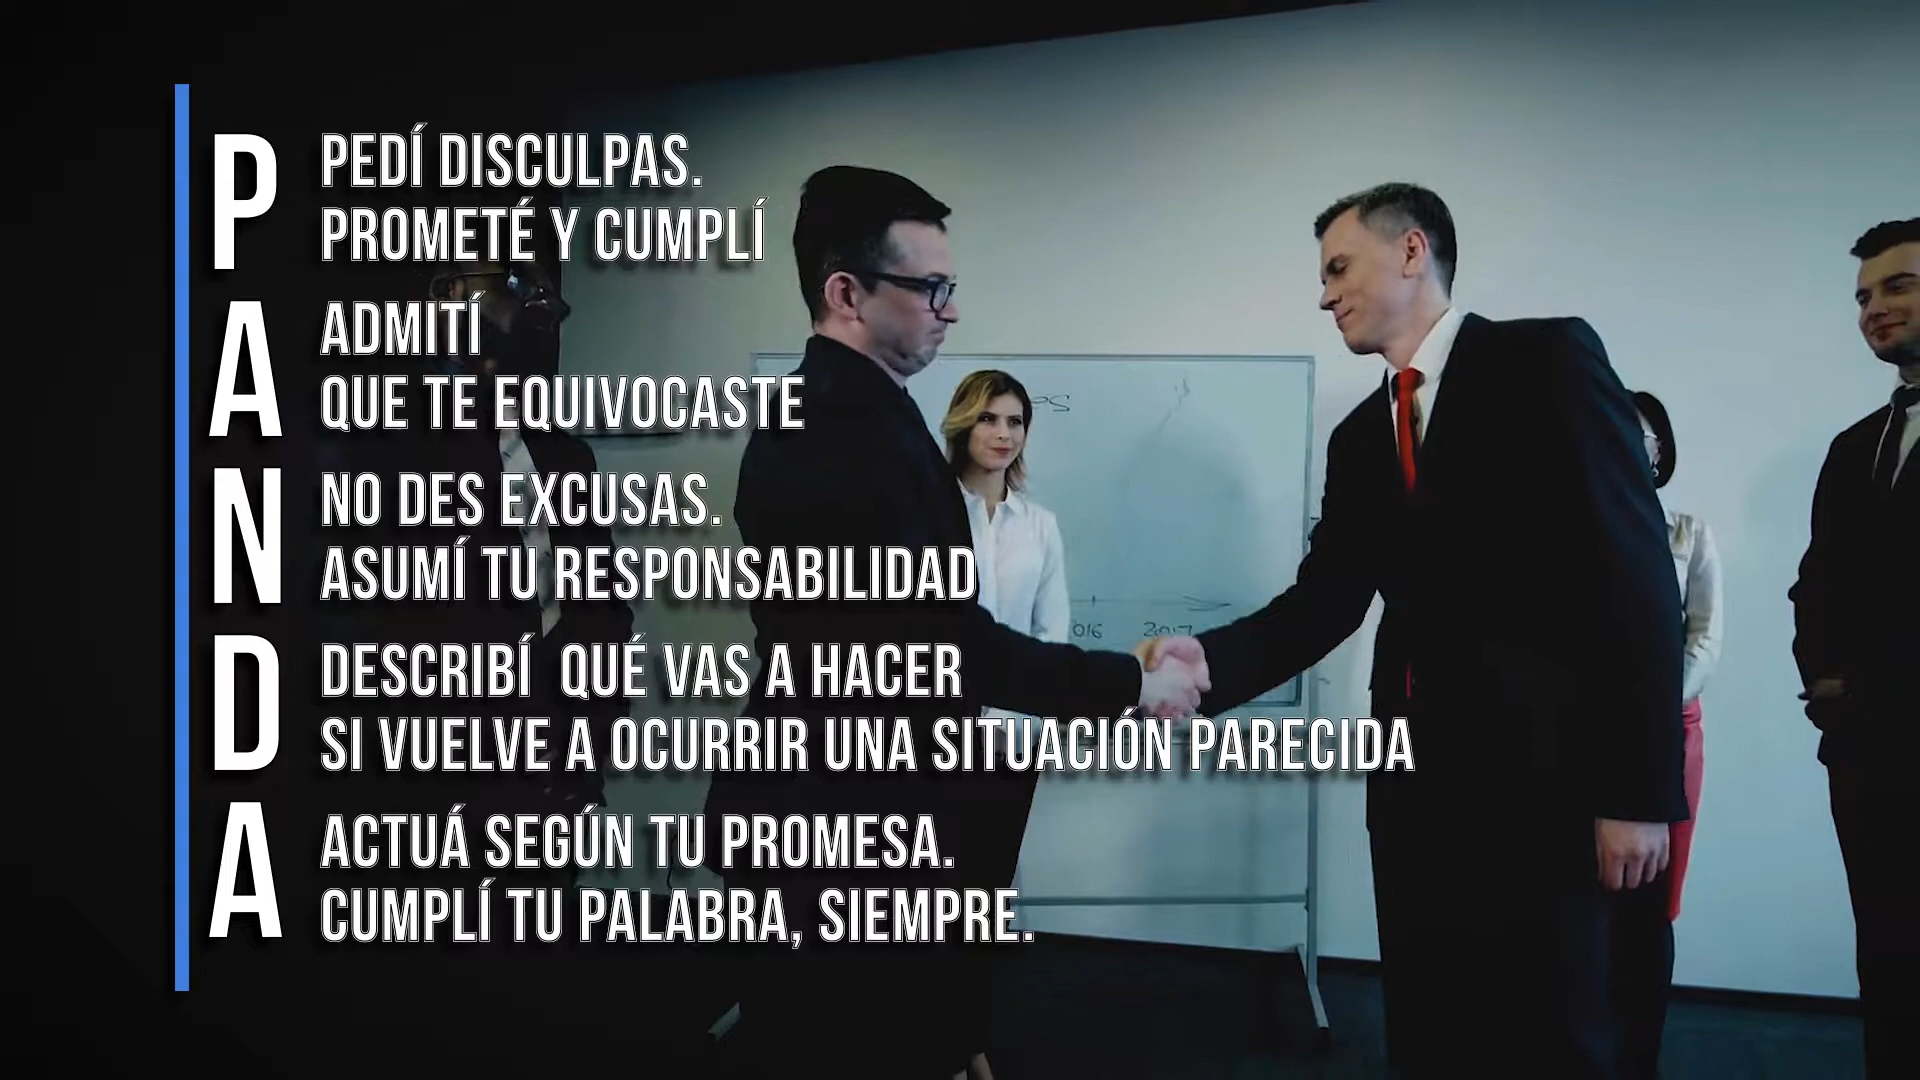 P
PEDÍ DISCULPAS.
PROMETÉ Y CUMPLÍ
A
ADMITÍ
QUE TE EQUIVOCASTE
N
NO DES EXCUSAS.
ASUMÍ TU RESPONSABILIDAD
D
DESCRIBÍ QUÉ VAS A HACER
SI VUELVE A OCURRIR UNA SITUACIÓN PARECIDA
A
ACTUÁ SEGÚN TU PROMESA.
CUMPLÍ TU PALABRA, SIEMPRE.
2017